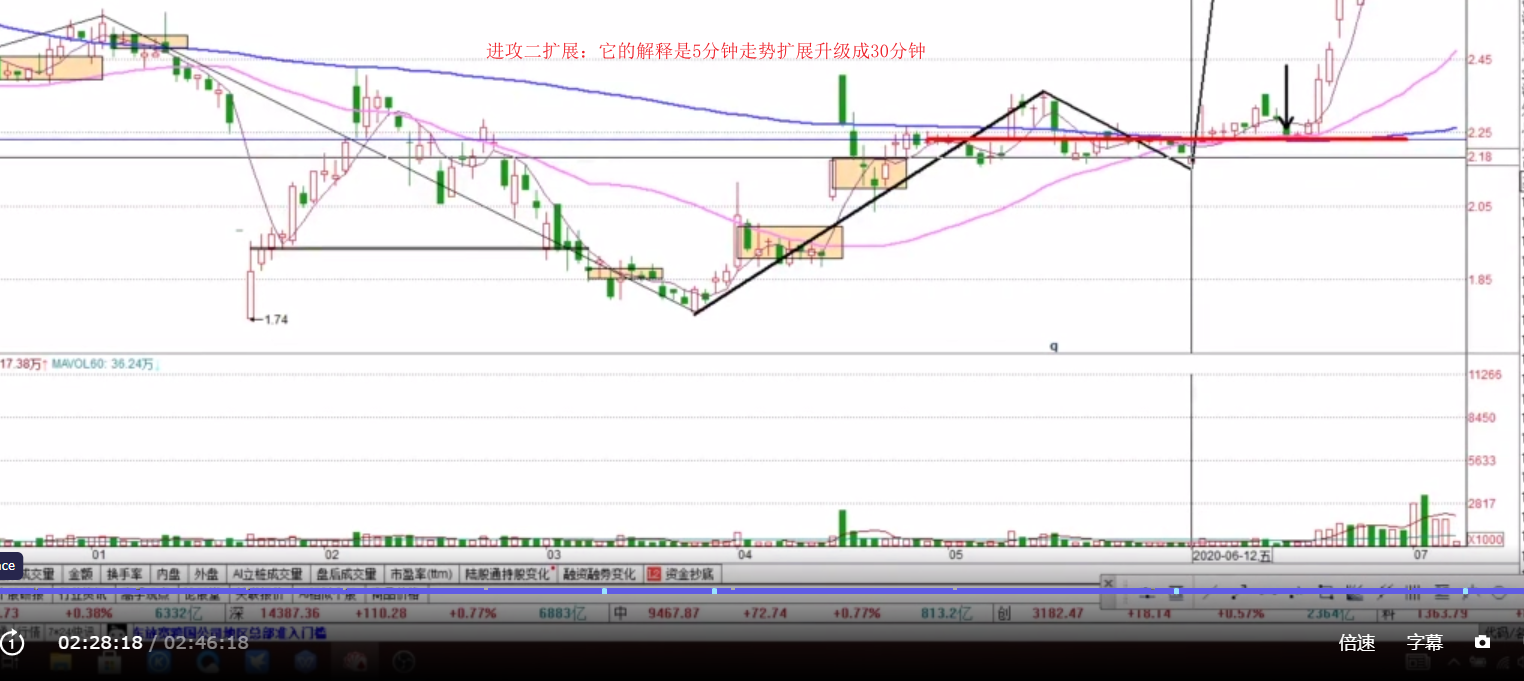 进攻二扩展：它的解释是5分钟走势扩展升级成30分钟
2.45
2.25
2.18
2.05
1.85
1.74
q
17.38万↑ MAVOL60: 36.24万↓
11266
8450
5633
2817
X1000
01 02 03 04 05 2020-06-12,五 07
成交量 金额 换手率 内盘 外盘 AI立桩成交量 盘后成交量 市盈率(ttm) 陆股通持股变化 融资融券变化 L2 资金抄底
.73 +0.38% 6332亿 深 14387.36 +110.28 +0.77% 6883亿 中 9467.87 +72.74 +0.77% 813.2亿 创 3182.47 +18.14 +0.57% 2364亿 科 1363.79
02:28:18 / 02:46:18
倍速 字幕